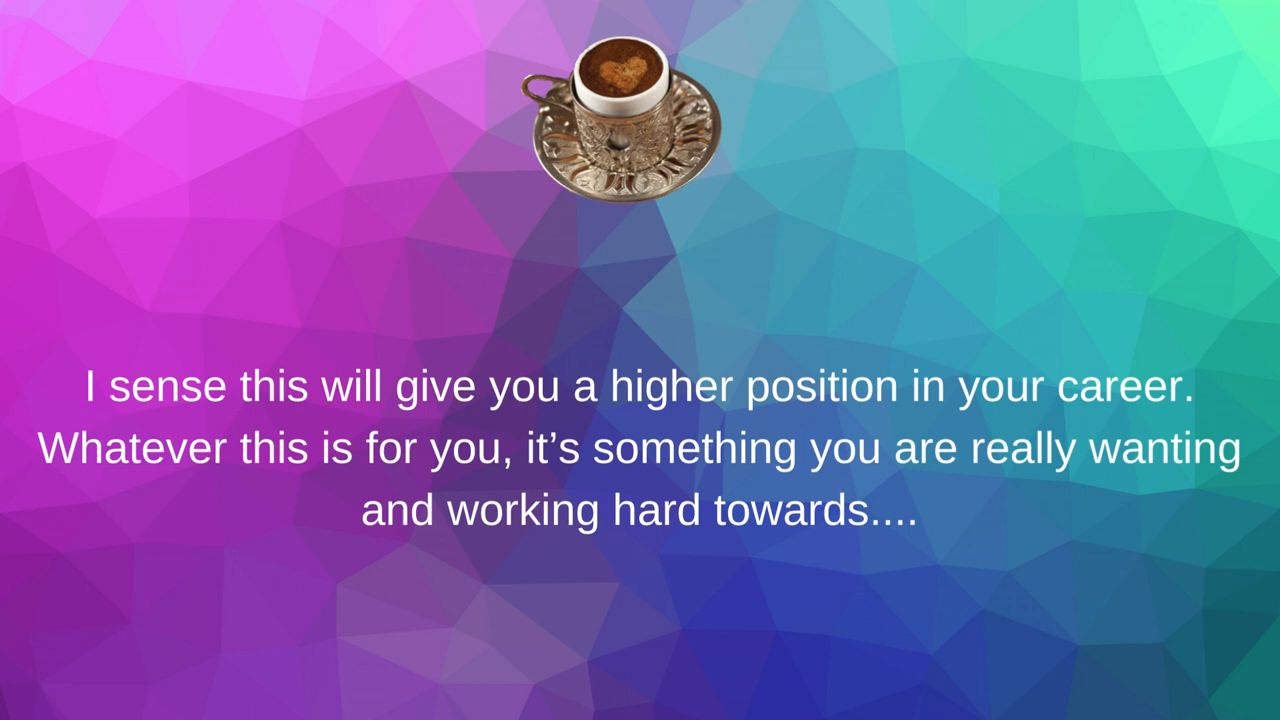 I sense this will give you a higher position in your career.
Whatever this is for you, it’s something you are really wanting
and working hard towards....